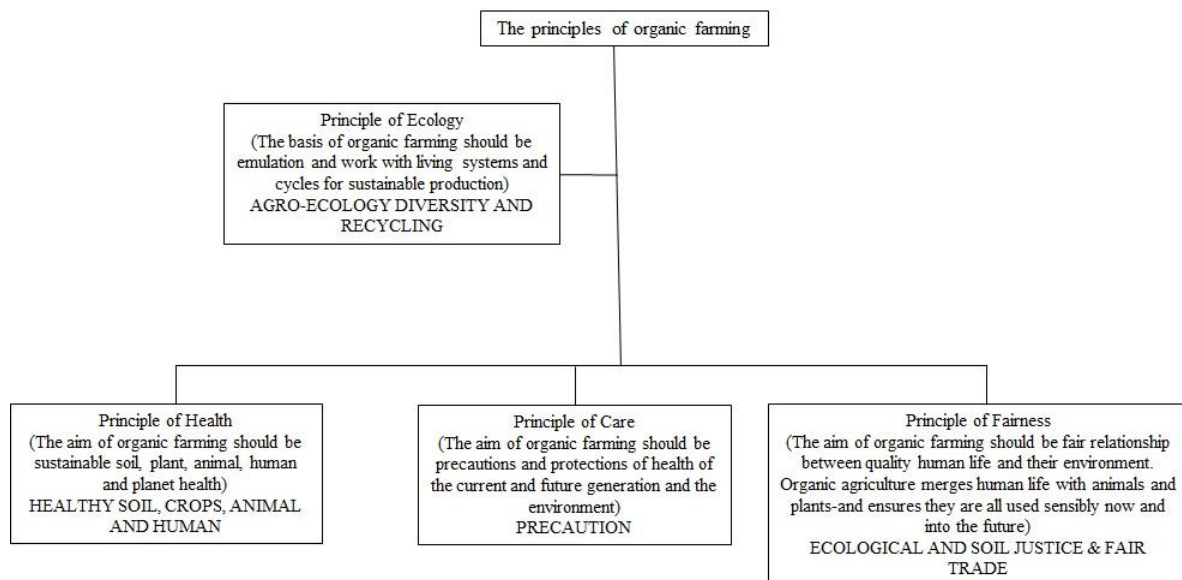 The principles of organic farming
Principle of Ecology
(The basis of organic farming should be
emulation and work with living systems and
cycles for sustainable production)
AGRO-ECOLOGY DIVERSITY AND
RECYCLING
Principle of Health
(The aim of organic farming should be
sustainable soil, plant, animal, human
and planet health)
HEALTHY SOIL, CROPS, ANIMAL
AND HUMAN
Principle of Care
(The aim of organic farming should be
precautions and protections of health of
the current and future generation and the
environment)
PRECAUTION
Principle of Fairness
(The aim of organic farming should be fair relationship
between quality human life and their environment.
Organic agriculture merges human life with animals and
plants-and ensures they are all used sensibly now and
into the future)
ECOLOGICAL AND SOIL JUSTICE & FAIR
TRADE